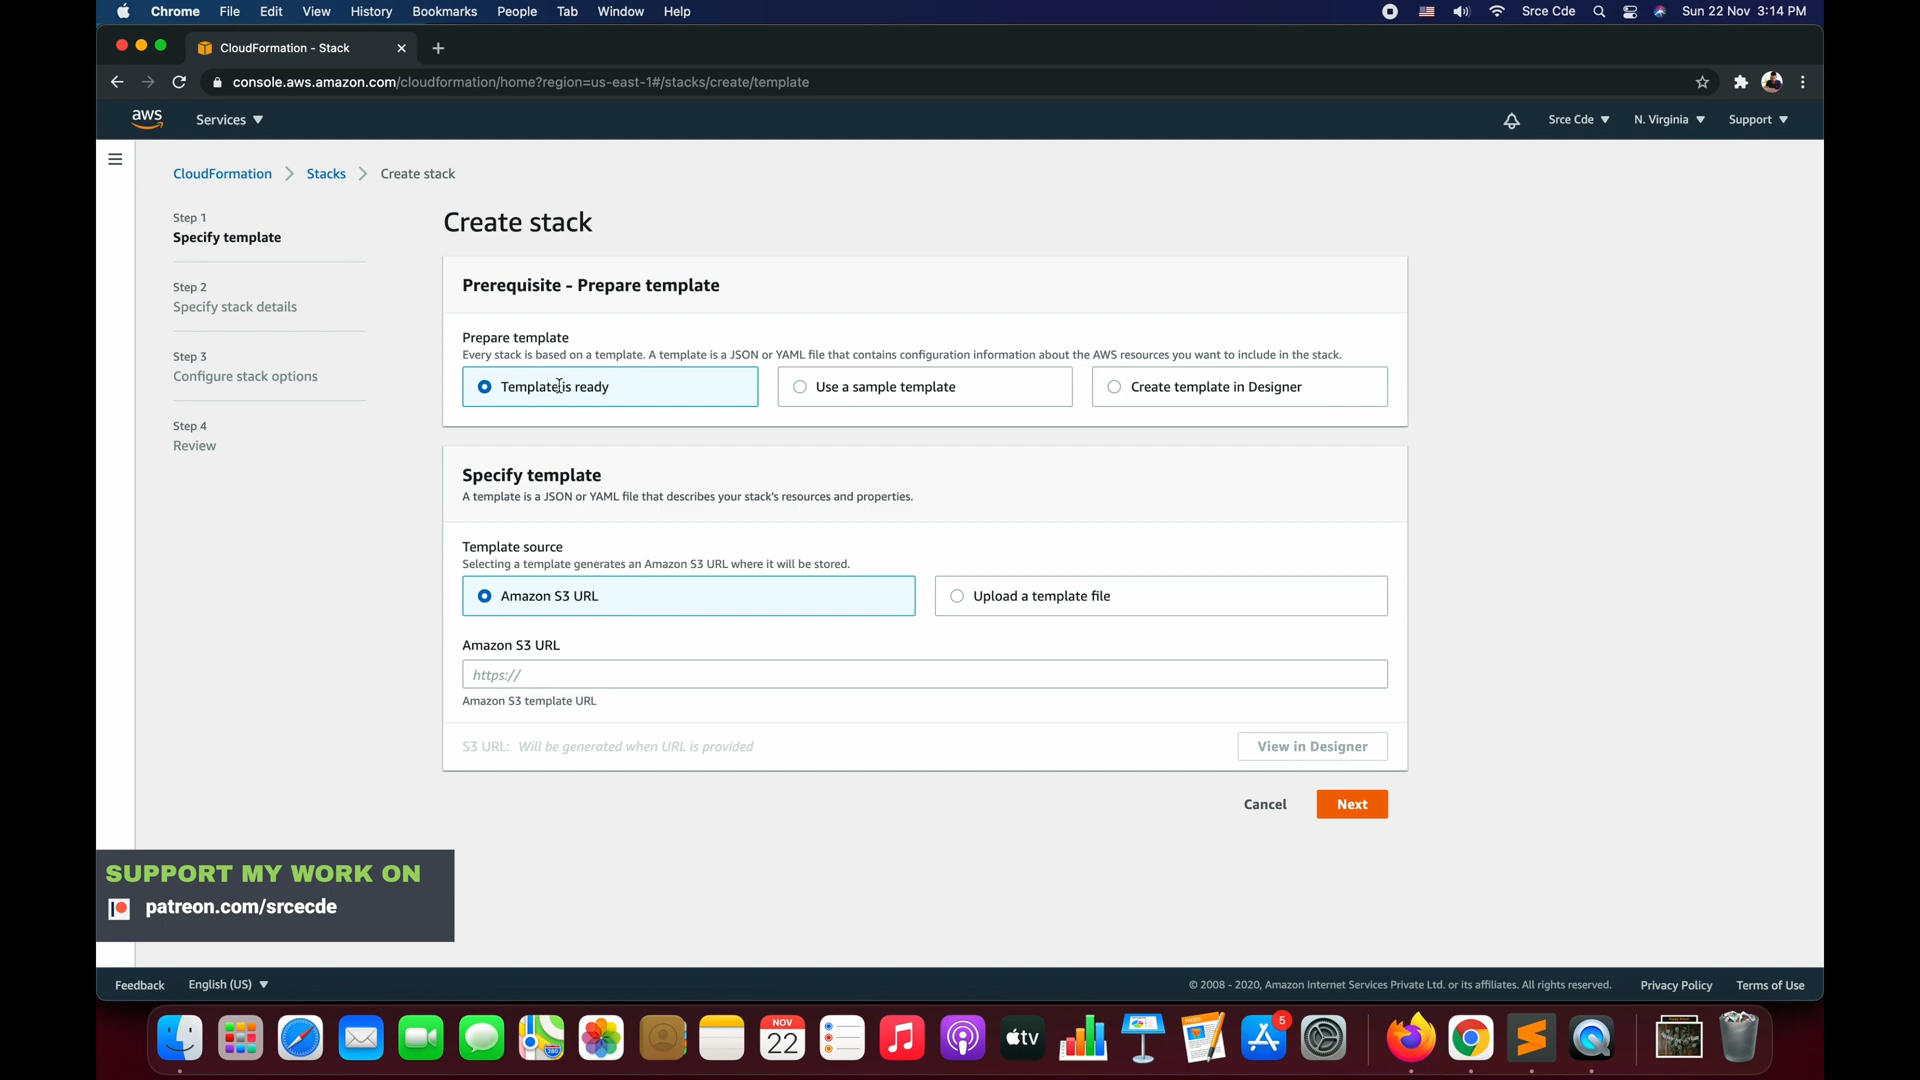 Chrome File Edit View History Bookmarks People Tab Window Help Srce Cde Sun 22 Nov 3:14 PM
CloudFormation - Stack
console.aws.amazon.com/cloudformation/home?region=us-east-1#/stacks/create/template
aws Services Srce Cde N. Virginia Support
CloudFormation Stacks Create stack
Step 1
Specify template
Step 2
Specify stack details
Step 3
Configure stack options
Step 4
Review
Create stack
Prerequisite - Prepare template
Prepare template
Every stack is based on a template. A template is a JSON or YAML file that contains configuration information about the AWS resources you want to include in the stack.
Template is ready Use a sample template Create template in Designer
Specify template
A template is a JSON or YAML file that describes your stack's resources and properties.
Template source
Selecting a template generates an Amazon S3 URL where it will be stored.
Amazon S3 URL Upload a template file
Amazon S3 URL
https://
Amazon S3 template URL
S3 URL: Will be generated when URL is provided View in Designer
Cancel Next
SUPPORT MY WORK ON
patreon.com/srcecde
Feedback English (US) © 2008 - 2020, Amazon Internet Services Private Ltd. or its affiliates. All rights reserved. Privacy Policy Terms of Use
NOV
22
280
tv
5